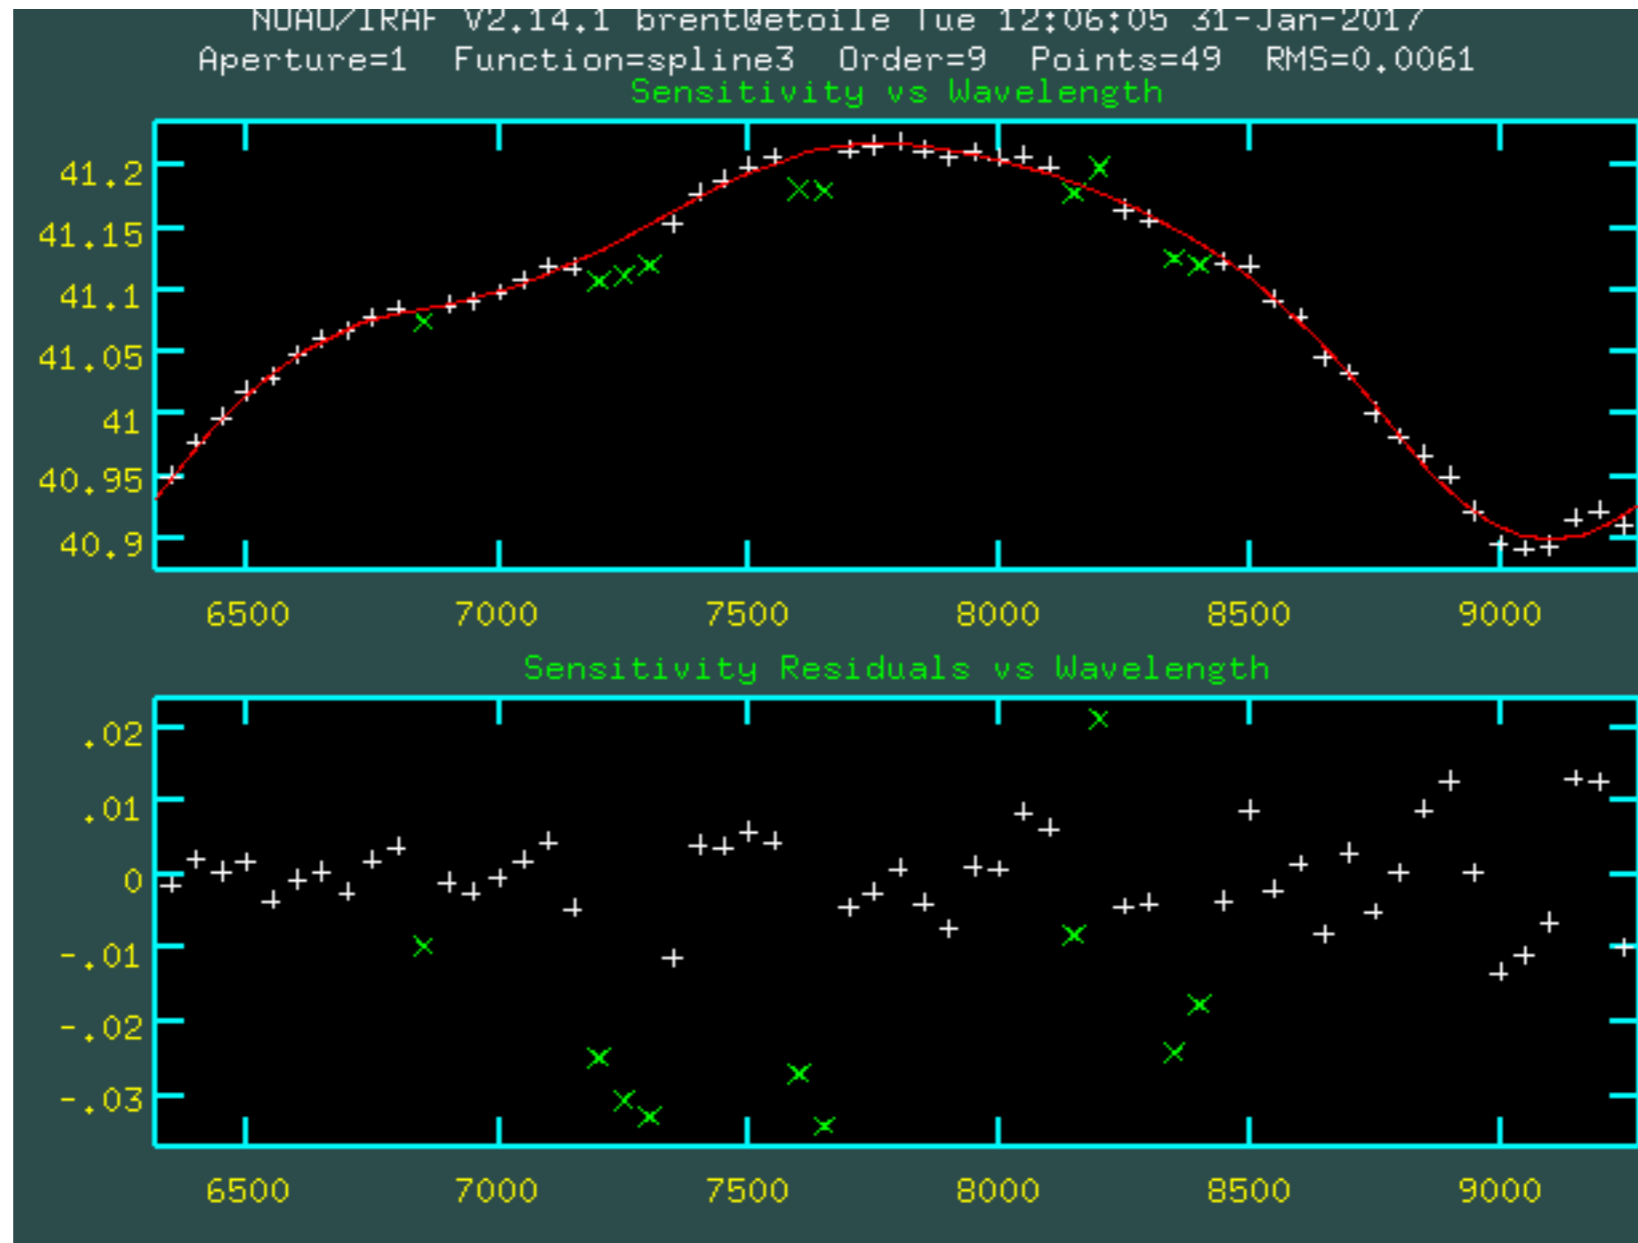 NOAO/IRAF V2.14.1 brent@etoile Tue 12:06:05 31-Jan-2017
Aperture=1 Function=spline3 Order=9 Points=49 RMS=0.0061
Sensitivity vs Wavelength
41.2
41.15
41.1
41.05
41
40.95
40.9
6500 7000 7500 8000 8500 9000
Sensitivity Residuals vs Wavelength
.02
.01
0
-.01
-.02
-.03
6500 7000 7500 8000 8500 9000